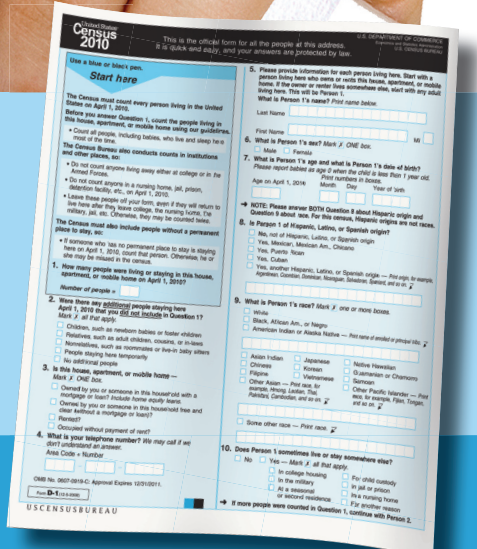 United States
Census
2010
This is the official form for all the people at this address.
It is quick and easy, and your answers are protected by law.
U.S. DEPARTMENT OF COMMERCE
Economics and Statistics Administration
U.S. CENSUS BUREAU
Use a blue or black pen.
Start here
The Census must count every person living in the United
States on April 1, 2010.
Before you answer Question 1, count the people living in
this house, apartment, or mobile home using our guidelines.
• Count all people, including babies, who live and sleep here
most of the time.
The Census Bureau also conducts counts in institutions
and other places, so:
• Do not count anyone living away either at college or in the
Armed Forces.
• Do not count anyone in a nursing home, jail, prison,
detention facility, etc., on April 1, 2010.
• Leave these people off your form, even if they will return to
live here after they leave college, the nursing home, the
military, jail, etc. Otherwise, they may be counted twice.
The Census must also include people without a permanent
place to stay, so:
• If someone who has no permanent place to stay is staying
here on April 1, 2010, count that person. Otherwise, he or
she may be missed in the census.
1. How many people were living or staying in this house,
apartment, or mobile home on April 1, 2010?
Number of people =
2. Were there any additional people staying here
April 1, 2010 that you did not include in Question 1?
Mark X all that apply.
Children, such as newborn babies or foster children
Relatives, such as adult children, cousins, or in-laws
Nonrelatives, such as roommates or live-in baby sitters
People staying here temporarily
No additional people
3. Is this house, apartment, or mobile home —
Mark X ONE box.
Owned by you or someone in this household with a
mortgage or loan? Include home equity loans.
Owned by you or someone in this household free and
clear (without a mortgage or loan)?
Rented?
Occupied without payment of rent?
4. What is your telephone number? We may call if we
don't understand an answer.
Area Code + Number
OMB No. 0607-0919-C: Approval Expires 12/31/2011.
Form D-1
USCENSUSBUREAU
5. Please provide information for each person living here. Start with a
person living here who owns or rents this house, apartment, or mobile
home. If the owner or renter lives somewhere else, start with any adult
living here. This will be Person 1.
What is Person 1's name? Print name below.
Last Name
First Name
MI
6. What is Person 1's sex? Mark X ONE box.
Male
Female
7. What is Person 1's age and what is Person 1's date of birth?
Please report babies as age 0 when the child is less than 1 year old.
Print numbers in boxes.
Age on April 1, 2010
Month
Day
Year of birth
→ NOTE: Please answer BOTH Question 8 about Hispanic origin and
Question 9 about race. For this census, Hispanic origins are not races.
8. Is Person 1 of Hispanic, Latino, or Spanish origin?
No, not of Hispanic, Latino, or Spanish origin
Yes, Mexican, Mexican Am., Chicano
Yes, Puerto Rican
Yes, Cuban
Yes, another Hispanic, Latino, or Spanish origin — Print origin, for example,
Argentinean, Colombian, Dominican, Nicaraguan, Salvadoran, Spaniard, and so on.
9. What is Person 1's race? Mark X one or more boxes.
White
Black, African Am., or Negro
American Indian or Alaska Native — Print name of enrolled or principal tribe.
Asian Indian
Japanese
Native Hawaiian
Chinese
Korean
Guamanian or Chamorro
Filipino
Vietnamese
Samoan
Other Asian — Print race, for
example, Hmong, Laotian, Thai,
Pakistani, Cambodian, and so on.
Other Pacific Islander — Print
race, for example, Fijian, Tongan,
and so on.
Some other race — Print race.
10. Does Person 1 sometimes live or stay somewhere else?
No
Yes — Mark X all that apply.
In college housing
For child custody
In the military
In jail or prison
At a seasonal
or second residence
In a nursing home
For another reason
→ If more people were counted in Question 1, continue with Person 2.